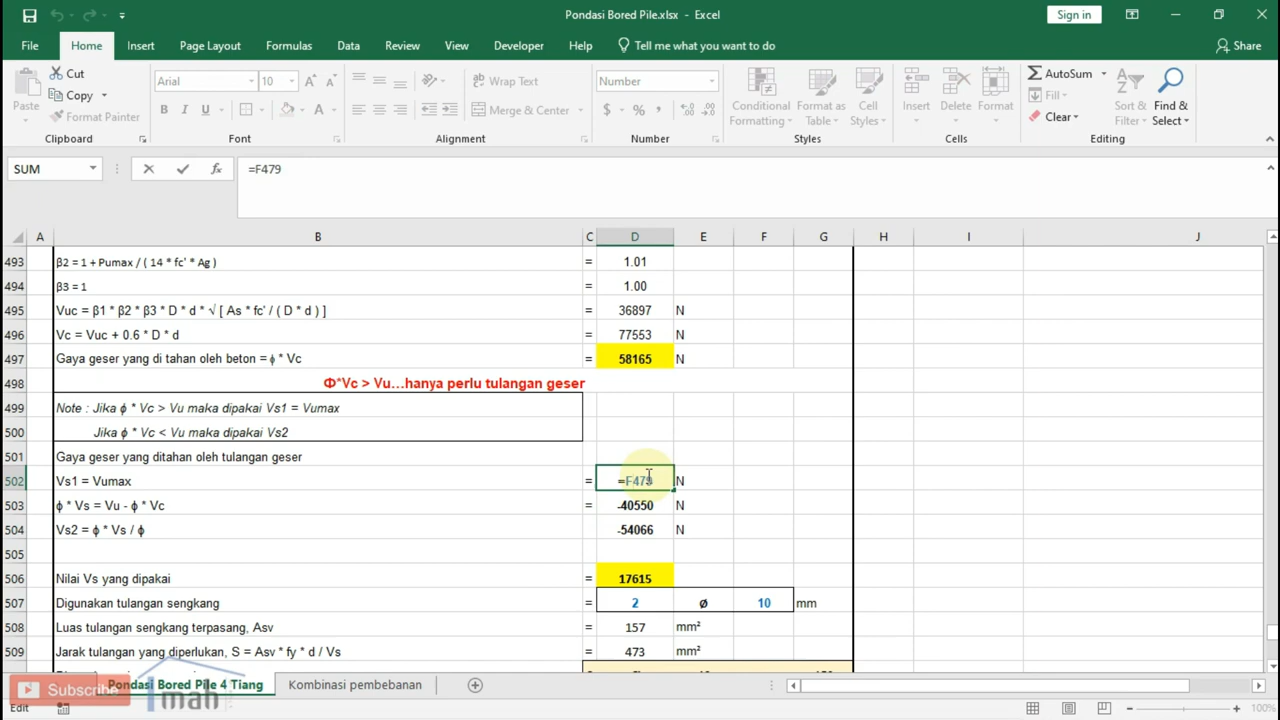 Pondasi Bored Pile.xlsx - Excel
Sign in
File Home Insert Page Layout Formulas Data Review View Developer Help Tell me what you want to do Share
Paste
Cut
Copy
Format Painter
Clipboard
Arial 10
B I U
Font
Wrap Text
Merge & Center
Alignment
Number
$ % ,
Number
Conditional Formatting
Format as Table
Cell Styles
Styles
Insert Delete Format
Cells
AutoSum
Fill
Clear
Sort & Filter
Find & Select
Editing
SUM =F479
A B C D E F G H I J
493 β2 = 1 + Pumax / ( 14 * fc' * Ag ) = 1.01
494 β3 = 1 = 1.00
495 Vuc = β1 * β2 * β3 * D * d * √ [ As * fc' / ( D * d ) ] = 36897 N
496 Vc = Vuc + 0.6 * D * d = 77553 N
497 Gaya geser yang di tahan oleh beton = ϕ * Vc = 58165 N
498 Φ*Vc > Vu...hanya perlu tulangan geser
499 Note : Jika ϕ * Vc > Vu maka dipakai Vs1 = Vumax
500 Jika ϕ * Vc < Vu maka dipakai Vs2
501 Gaya geser yang ditahan oleh tulangan geser
502 Vs1 = Vumax = =F479 N
503 ϕ * Vs = Vu - ϕ * Vc = -40550 N
504 Vs2 = ϕ * Vs / ϕ -54066 N
505
506 Nilai Vs yang dipakai = 17615
507 Digunakan tulangan sengkang = 2 Ø 10 mm
508 Luas tulangan sengkang terpasang, Asv = 157 mm²
509 Jarak tulangan yang diperlukan, S = Asv * fy * d / Vs = 473 mm²
Subscribe
Imah
Pondasi Bored Pile 4 Tiang Kombinasi pembebanan
Edit 100%